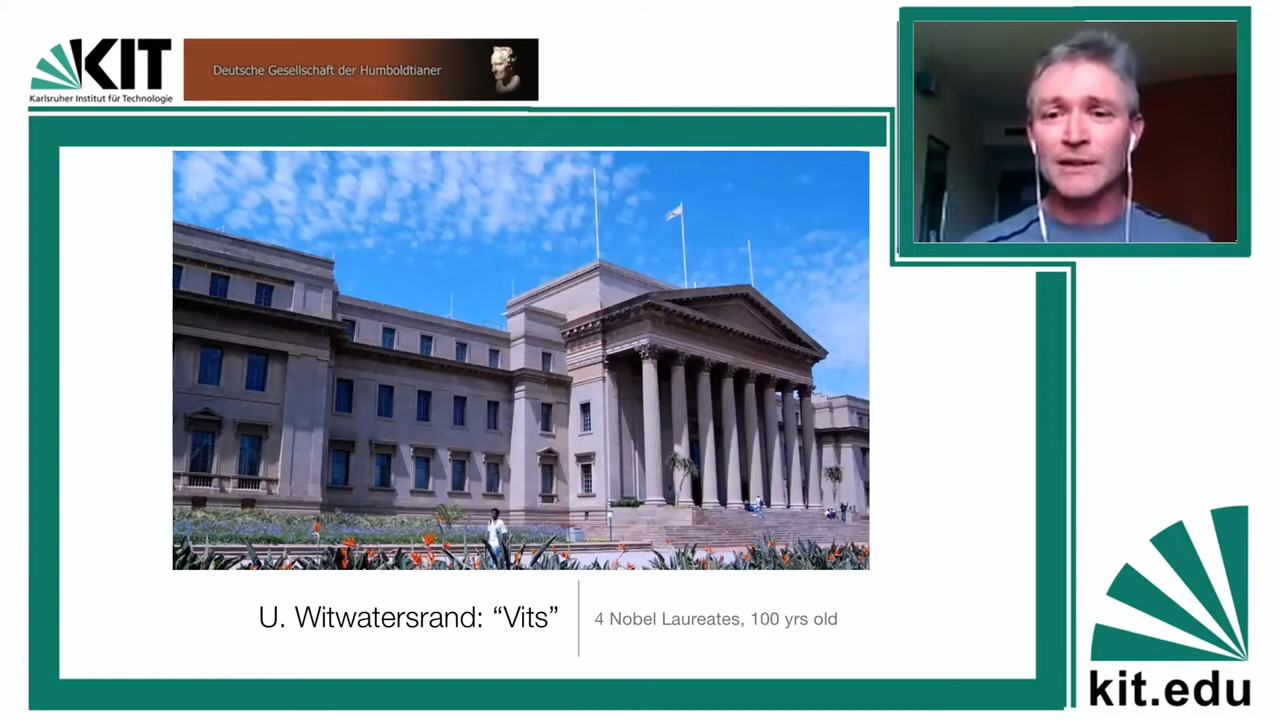 KIT
Karlsruher Institut für Technologie
Deutsche Gesellschaft der Humboldtianer
U. Witwatersrand: “Vits”
4 Nobel Laureates, 100 yrs old
kit.edu